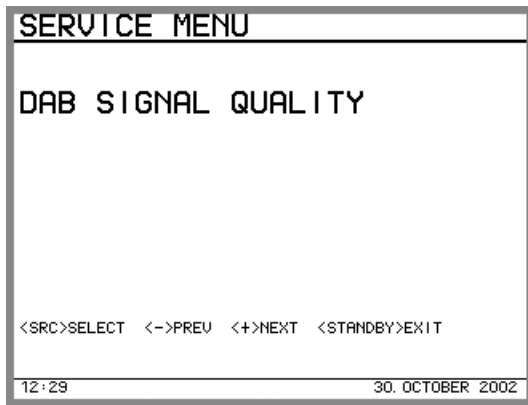 SERVICE MENU
DAB SIGNAL QUALITY
<SRC>SELECT <->PREV <+>NEXT <STANDBY>EXIT
12:29 30. OCTOBER 2002